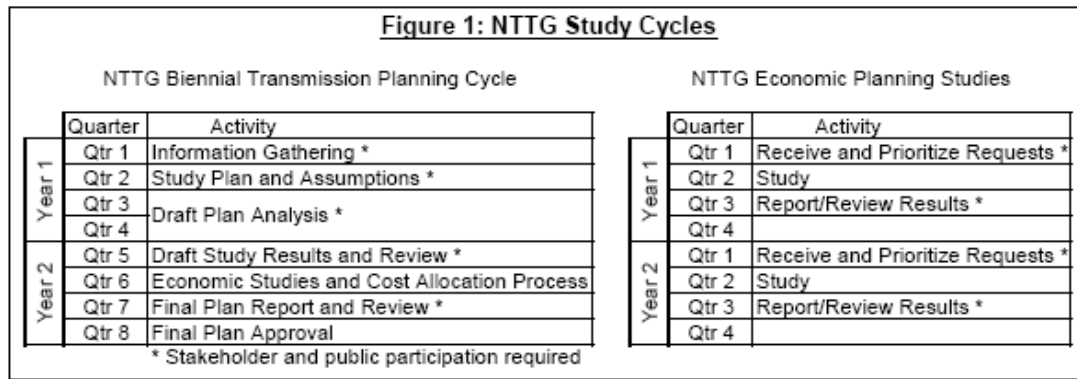 Figure 1: NTTG Study Cycles
NTTG Biennial Transmission Planning Cycle
Quarter Activity
Year 1
Qtr 1 Information Gathering *
Qtr 2 Study Plan and Assumptions *
Qtr 3
Draft Plan Analysis *
Qtr 4
Year 2
Qtr 5 Draft Study Results and Review *
Qtr 6 Economic Studies and Cost Allocation Process
Qtr 7 Final Plan Report and Review *
Qtr 8 Final Plan Approval
* Stakeholder and public participation required
NTTG Economic Planning Studies
Quarter Activity
Year 1
Qtr 1 Receive and Prioritize Requests *
Qtr 2 Study
Qtr 3 Report/Review Results *
Qtr 4
Year 2
Qtr 1 Receive and Prioritize Requests *
Qtr 2 Study
Qtr 3 Report/Review Results *
Qtr 4